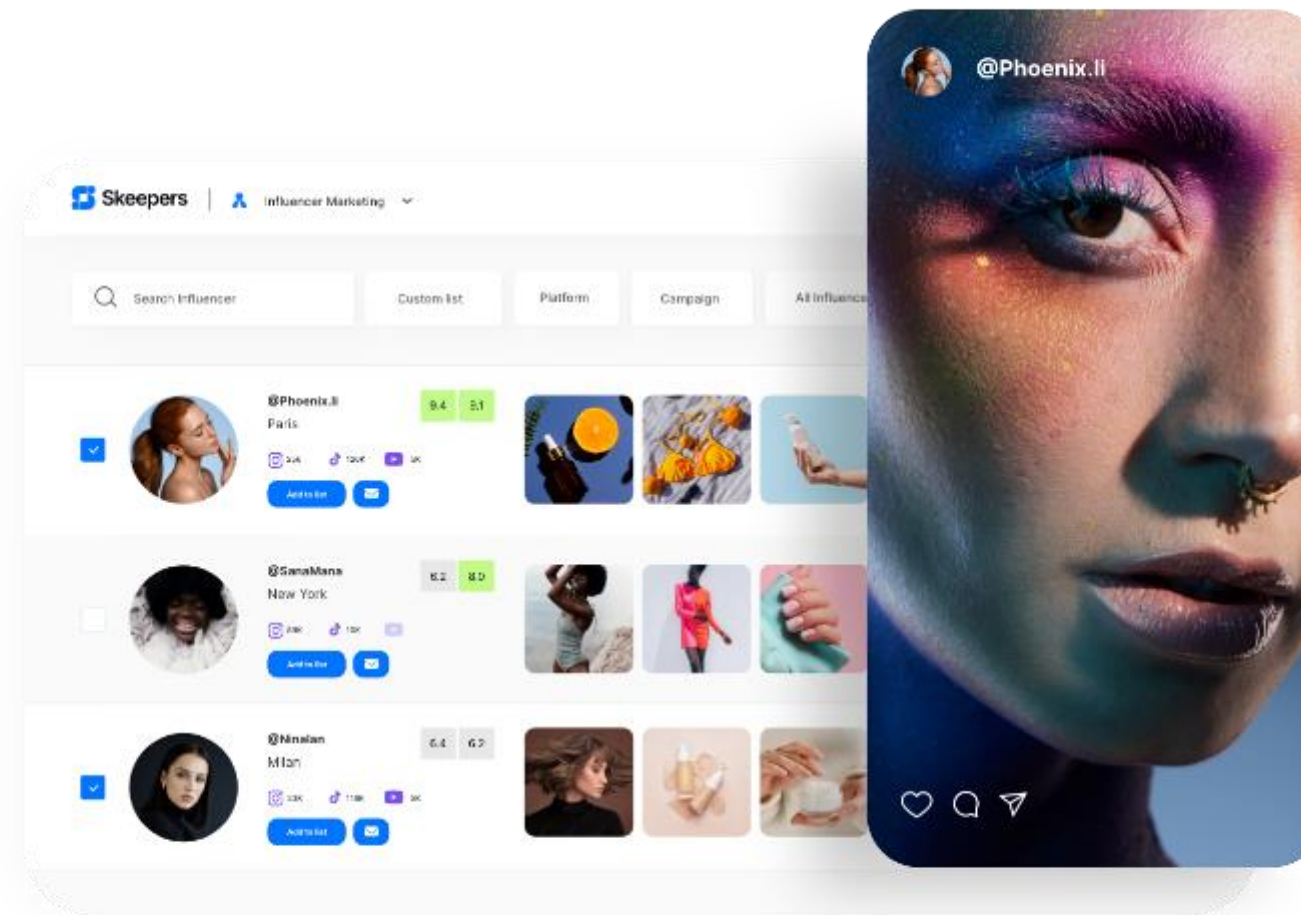 @Phoenix.li
Skeepers
Influencer Marketing
Search Influencer
Custom list
Platform
Campaign
All Influence
@Phoenix.li
Paris
9.4
9.1
Add to list
@SanaMana
New York
6.2
8.0
Add to list
@Ninalan
Milan
6.4
6.2
Add to list